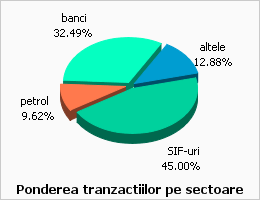 banci
32.49%
altele
12.88%
petrol
9.62%
SIF-uri
45.00%
Ponderea tranzactiilor pe sectoare